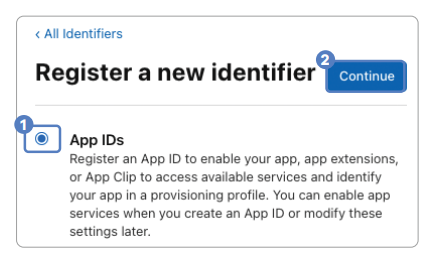 ‹ All Identifiers
Register a new identifier
2
Continue
1
App IDs
Register an App ID to enable your app, app extensions,
or App Clip to access available services and identify
your app in a provisioning profile. You can enable app
services when you create an App ID or modify these
settings later.